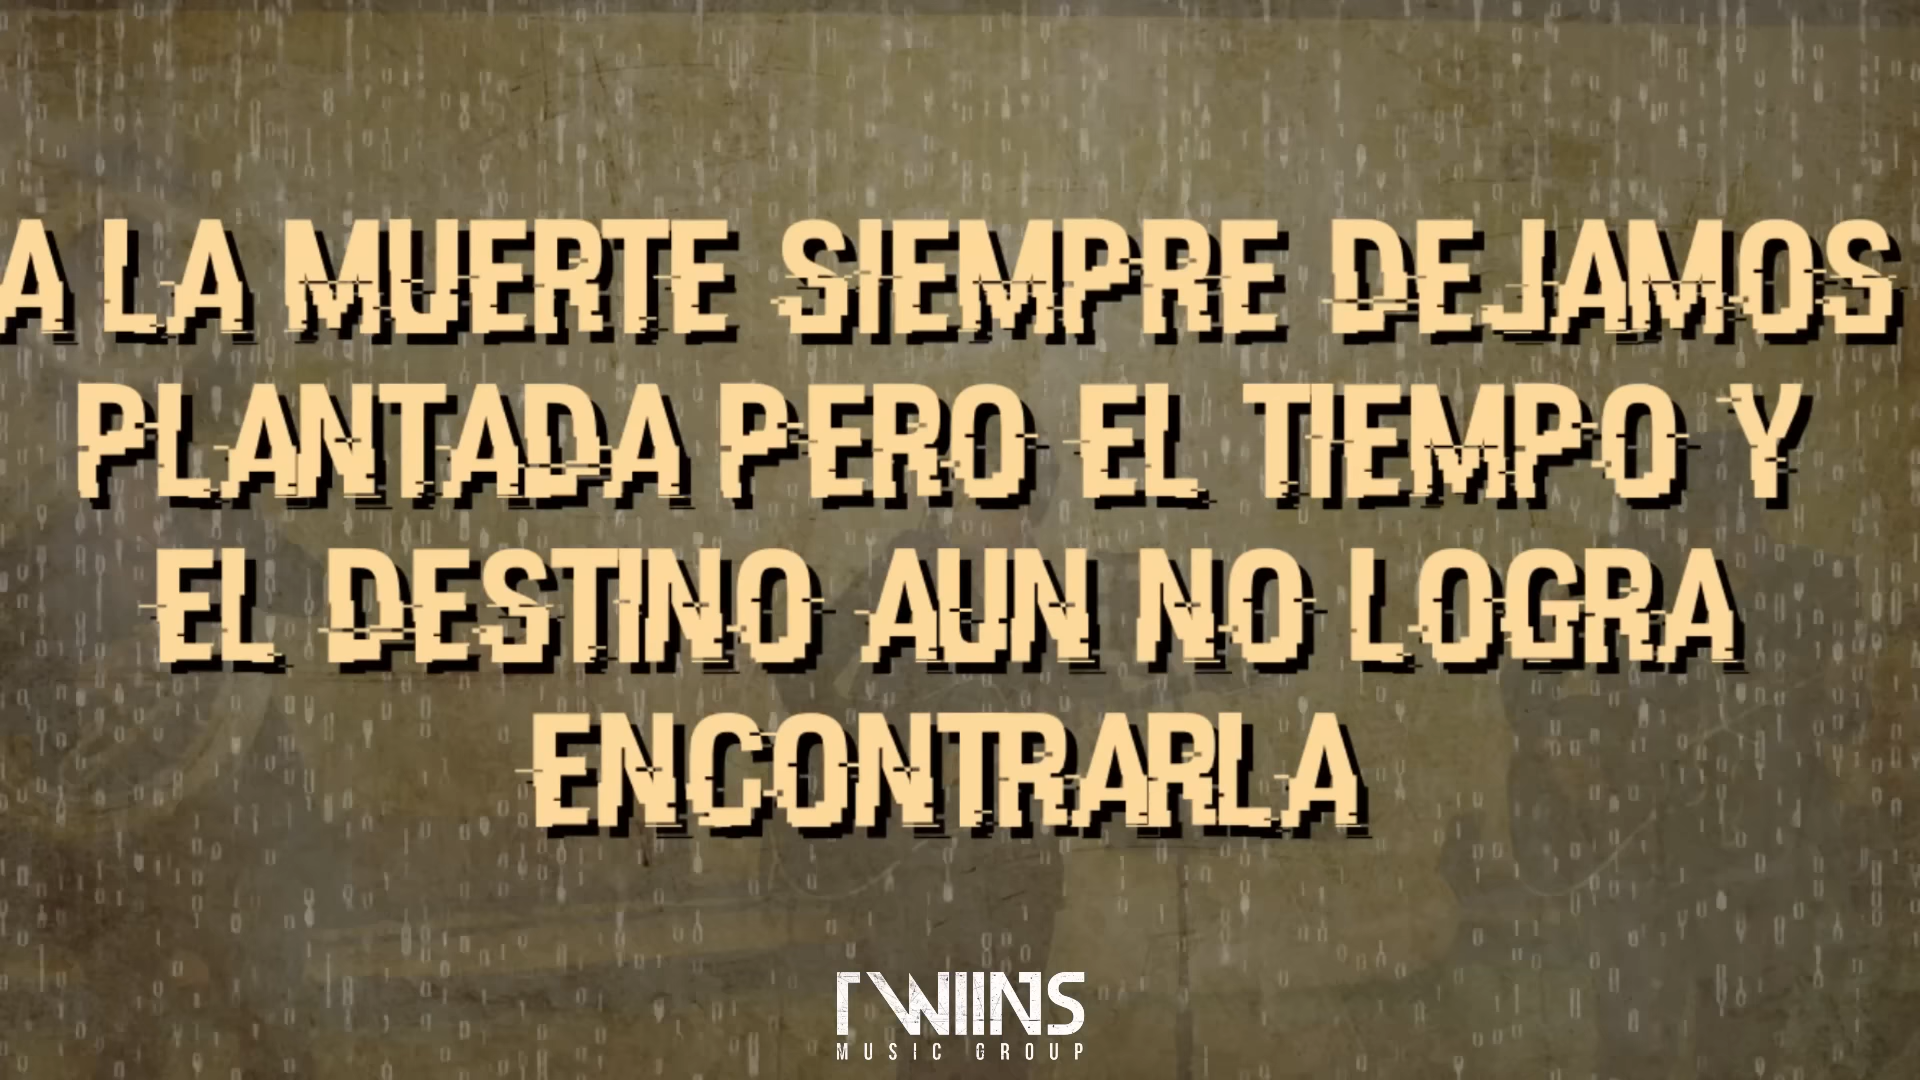 A LA MUERTE SIEMPRE DEJAMOS
PLANTADA PERO EL TIEMPO Y
EL DESTINO AUN NO LOGRA
ENCONTRARLA
TWIINS
MUSIC GROUP